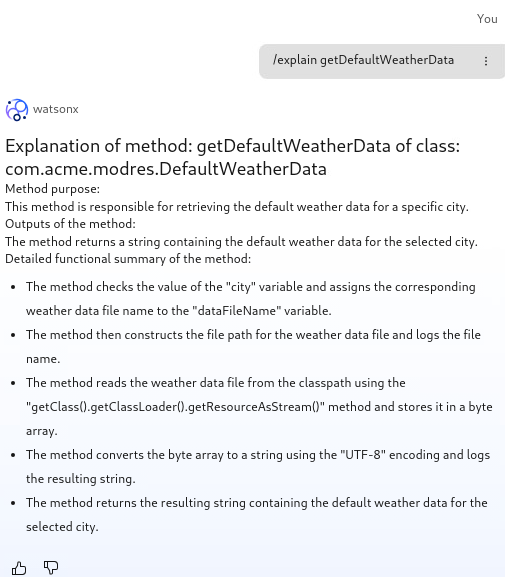 You
/explain getDefaultWeatherData
watsonx
Explanation of method: getDefaultWeatherData of class:
com.acme.modres.DefaultWeatherData
Method purpose:
This method is responsible for retrieving the default weather data for a specific city.
Outputs of the method:
The method returns a string containing the default weather data for the selected city.
Detailed functional summary of the method:
• The method checks the value of the "city" variable and assigns the corresponding
weather data file name to the "dataFileName" variable.
• The method then constructs the file path for the weather data file and logs the file
name.
• The method reads the weather data file from the classpath using the
"getClass().getClassLoader().getResourceAsStream()" method and stores it in a byte
array.
• The method converts the byte array to a string using the "UTF-8" encoding and logs
the resulting string.
• The method returns the resulting string containing the default weather data for the
selected city.